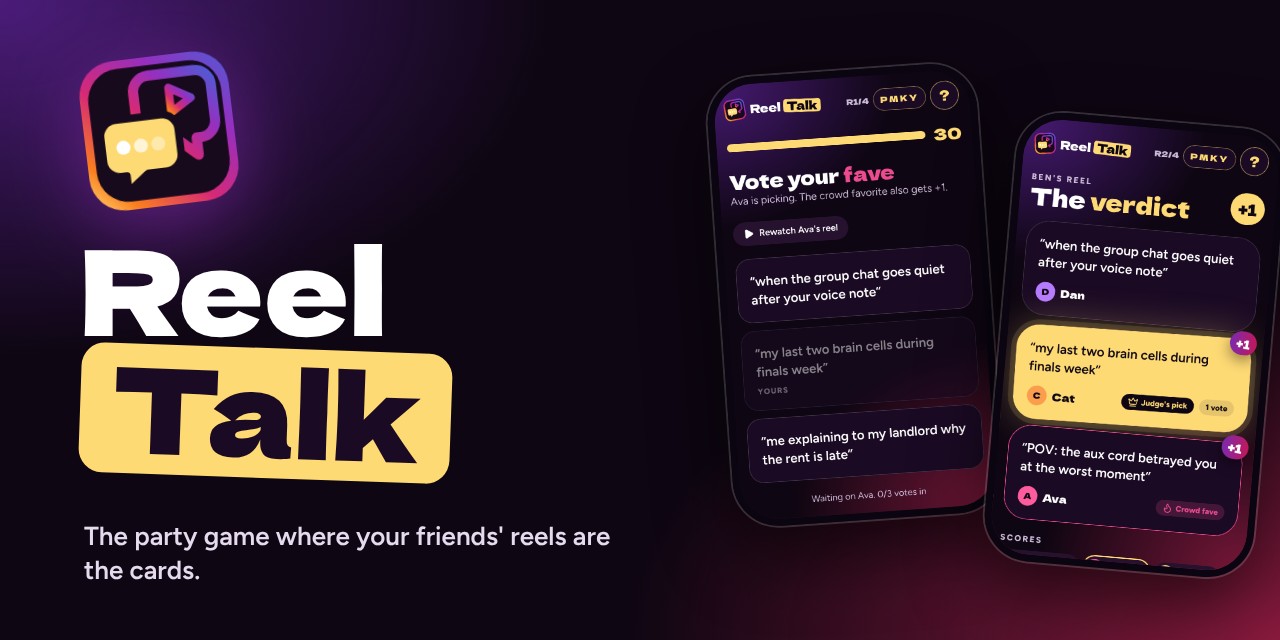 Reel
Talk
The party game where your friends' reels are
the cards.
Reel Talk
R1/4
PMKY
?
30
Vote your fave
Ava is picking. The crowd favorite also gets +1.
Rewatch Ava's reel
“when the group chat goes quiet
after your voice note”
“my last two brain cells during
finals week”
YOURS
“me explaining to my landlord why
the rent is late”
Waiting on Ava. 0/3 votes in
Reel Talk
R2/4
PMKY
?
BEN'S REEL
The verdict
+1
“when the group chat goes quiet
after your voice note”
D
Dan
+1
“my last two brain cells during
finals week”
C
Cat
Judge's pick
1 vote
+1
“POV: the aux cord betrayed you
at the worst moment”
A
Ava
Crowd fave
SCORES